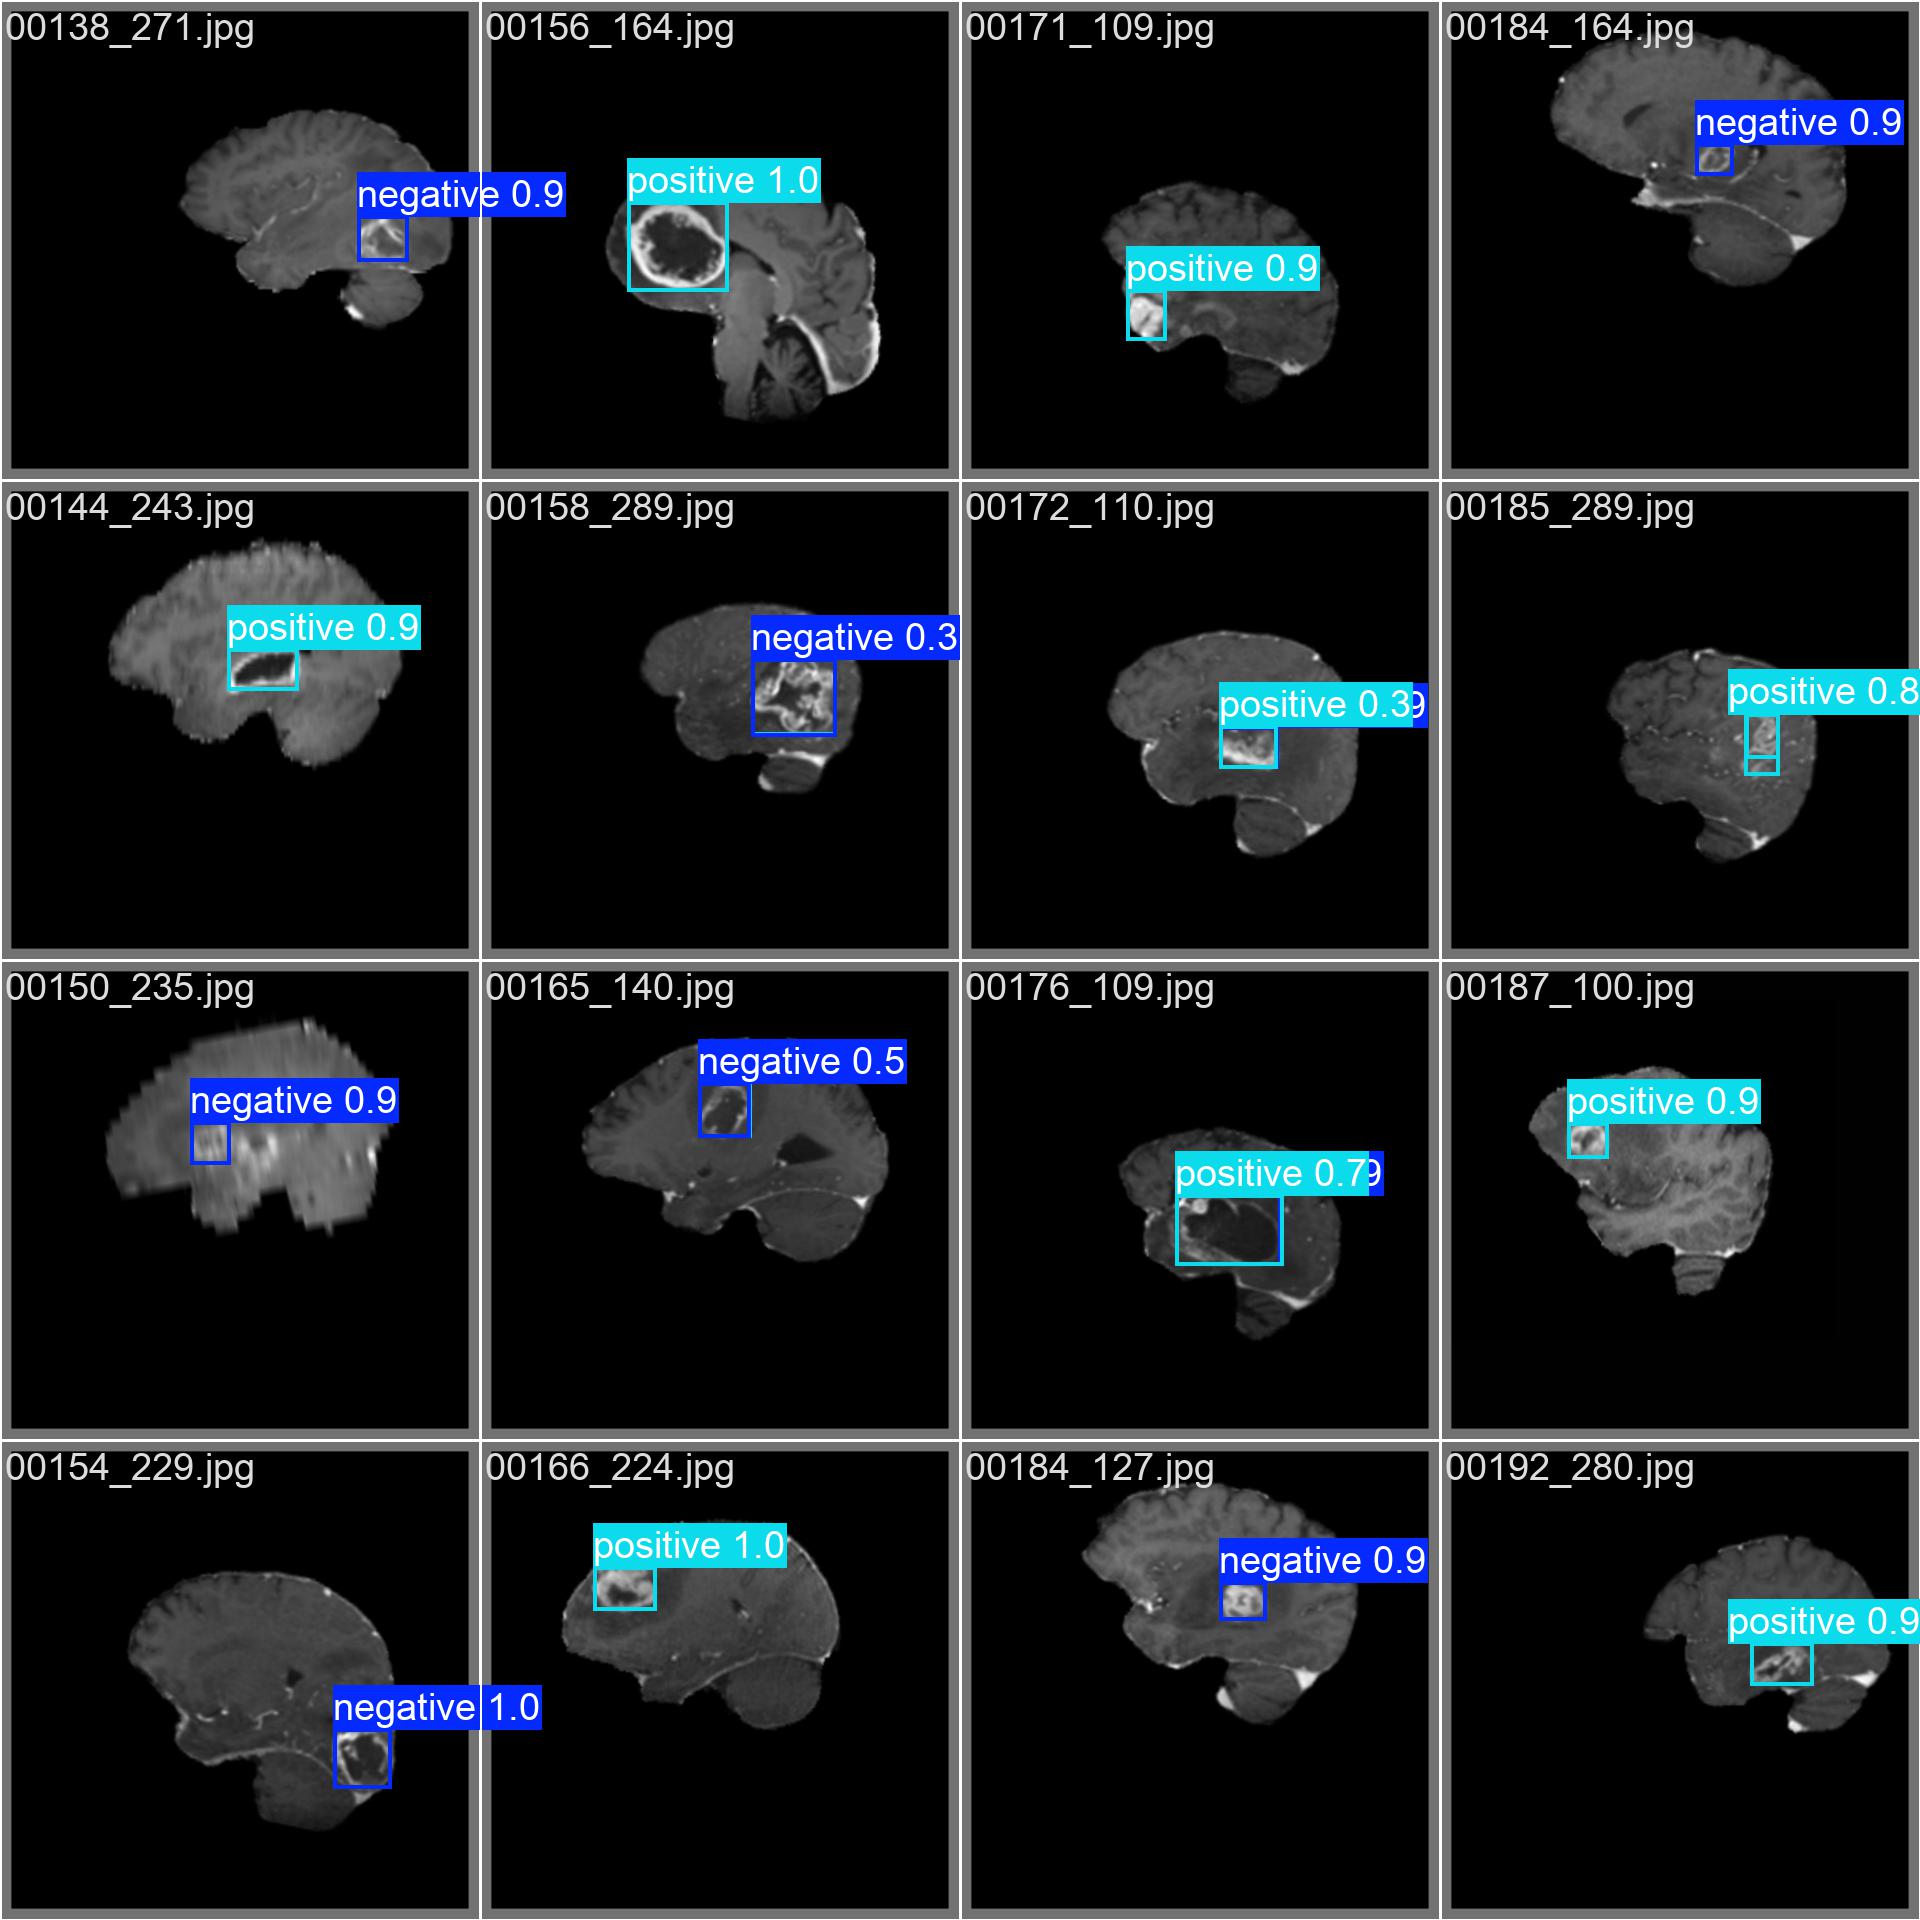 00138_271.jpg
negative 0.9
00156_164.jpg
positive 1.0
00171_109.jpg
positive 0.9
00184_164.jpg
negative 0.9
00144_243.jpg
positive 0.9
00158_289.jpg
negative 0.3
00172_110.jpg
positive 0.39
00185_289.jpg
positive 0.8
00150_235.jpg
negative 0.9
00165_140.jpg
negative 0.5
00176_109.jpg
positive 0.79
00187_100.jpg
positive 0.9
00154_229.jpg
negative 1.0
00166_224.jpg
positive 1.0
00184_127.jpg
negative 0.9
00192_280.jpg
positive 0.9